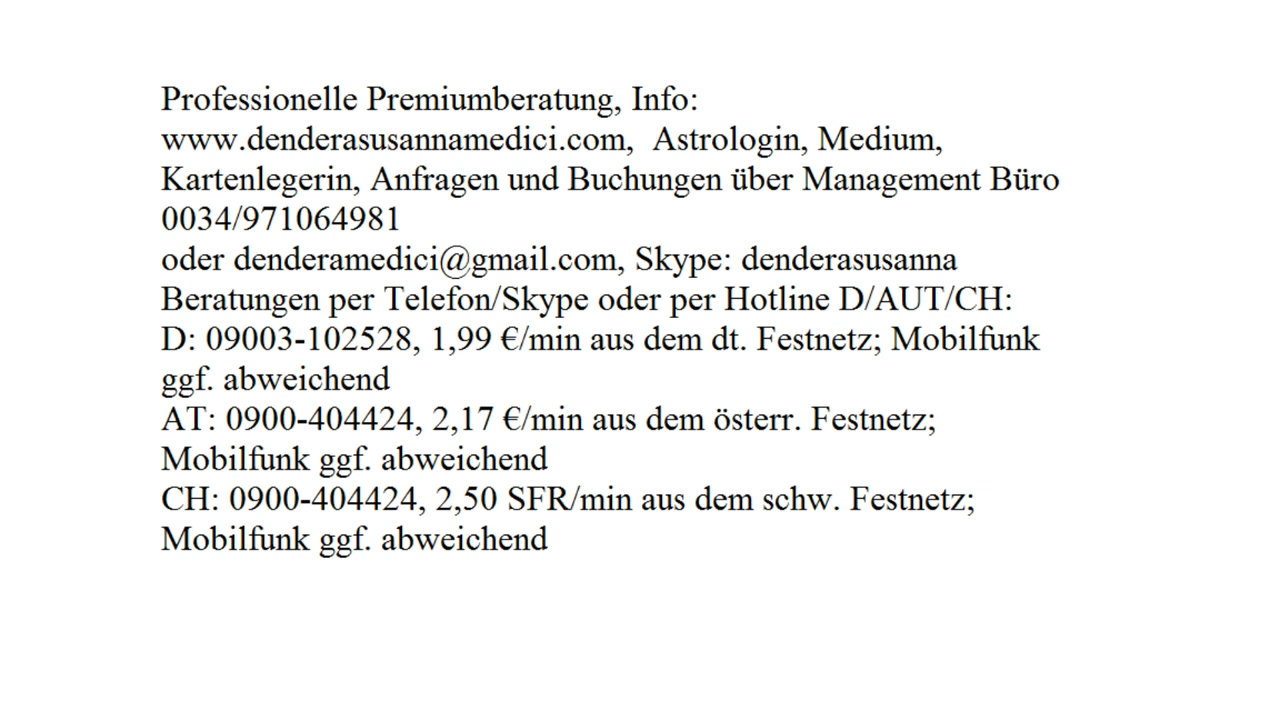 Professionelle Premiumberatung, Info:
www.denderasusannamedici.com,  Astrologin, Medium,
Kartenlegerin, Anfragen und Buchungen über Management Büro
0034/971064981
oder denderamedici@gmail.com, Skype: denderasusanna
Beratungen per Telefon/Skype oder per Hotline D/AUT/CH:
D: 09003-102528, 1,99 €/min aus dem dt. Festnetz; Mobilfunk
ggf. abweichend
AT: 0900-404424, 2,17 €/min aus dem österr. Festnetz;
Mobilfunk ggf. abweichend
CH: 0900-404424, 2,50 SFR/min aus dem schw. Festnetz;
Mobilfunk ggf. abweichend